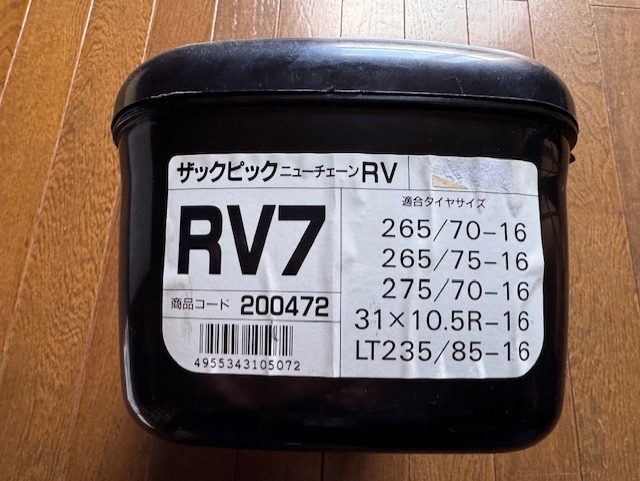 ザックピック ニューチェーン RV
RV7
商品コード 200472
4955343105072
適合タイヤサイズ
265/70-16
265/75-16
275/70-16
31×10.5R-16
LT235/85-16